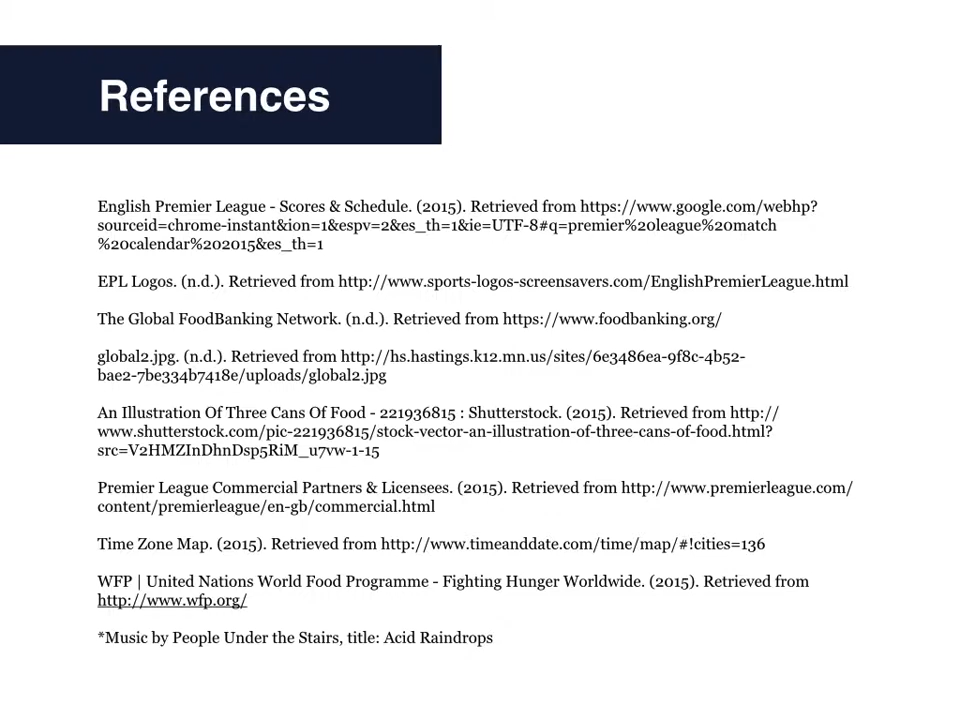 References
English Premier League - Scores & Schedule. (2015). Retrieved from https://www.google.com/webhp?
sourceid=chrome-instant&ion=1&espv=2&es_th=1&ie=UTF-8#q=premier%20league%20match
%20calendar%202015&es_th=1
EPL Logos. (n.d.). Retrieved from http://www.sports-logos-screensavers.com/EnglishPremierLeague.html
The Global FoodBanking Network. (n.d.). Retrieved from https://www.foodbanking.org/
global2.jpg. (n.d.). Retrieved from http://hs.hastings.k12.mn.us/sites/6e3486ea-9f8c-4b52-
bae2-7be334b7418e/uploads/global2.jpg
An Illustration Of Three Cans Of Food - 221936815 : Shutterstock. (2015). Retrieved from http://
www.shutterstock.com/pic-221936815/stock-vector-an-illustration-of-three-cans-of-food.html?
src=V2HMZInDhnDsp5RiM_u7vw-1-15
Premier League Commercial Partners & Licensees. (2015). Retrieved from http://www.premierleague.com/
content/premierleague/en-gb/commercial.html
Time Zone Map. (2015). Retrieved from http://www.timeanddate.com/time/map/#!cities=136
WFP | United Nations World Food Programme - Fighting Hunger Worldwide. (2015). Retrieved from
http://www.wfp.org/
*Music by People Under the Stairs, title: Acid Raindrops